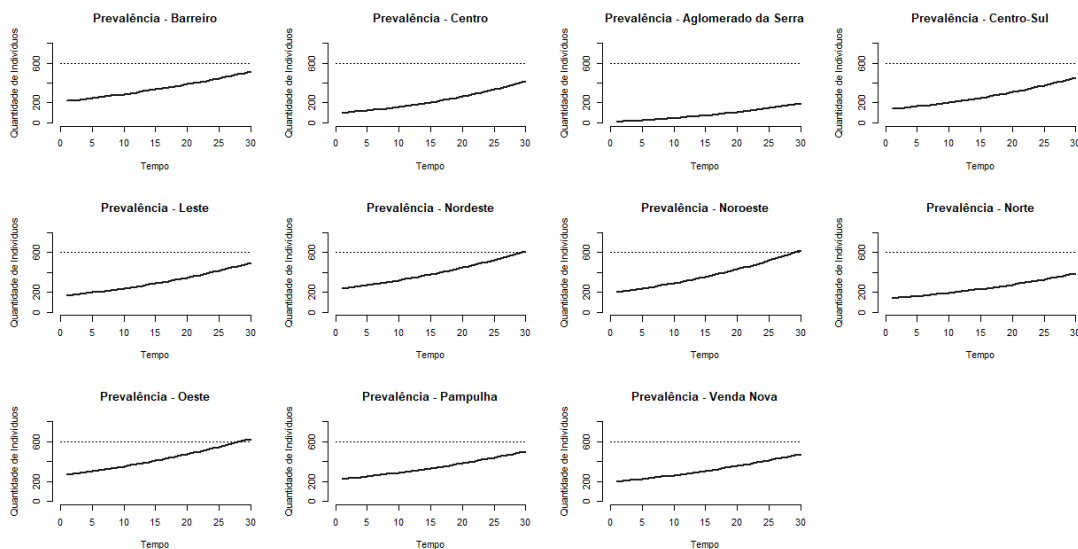 Prevalência - Barreiro
Quantidade de Indivíduos
0 200 600
0 5 10 15 20 25 30
Tempo
Prevalência - Centro
Quantidade de Indivíduos
0 200 600
0 5 10 15 20 25 30
Tempo
Prevalência - Aglomerado da Serra
Quantidade de Indivíduos
0 200 600
0 5 10 15 20 25 30
Tempo
Prevalência - Centro-Sul
Quantidade de Indivíduos
0 200 600
0 5 10 15 20 25 30
Tempo
Prevalência - Leste
Quantidade de Indivíduos
0 200 600
0 5 10 15 20 25 30
Tempo
Prevalência - Nordeste
Quantidade de Indivíduos
0 200 600
0 5 10 15 20 25 30
Tempo
Prevalência - Noroeste
Quantidade de Indivíduos
0 200 600
0 5 10 15 20 25 30
Tempo
Prevalência - Norte
Quantidade de Indivíduos
0 200 600
0 5 10 15 20 25 30
Tempo
Prevalência - Oeste
Quantidade de Indivíduos
0 200 600
0 5 10 15 20 25 30
Tempo
Prevalência - Pampulha
Quantidade de Indivíduos
0 200 600
0 5 10 15 20 25 30
Tempo
Prevalência - Venda Nova
Quantidade de Indivíduos
0 200 600
0 5 10 15 20 25 30
Tempo